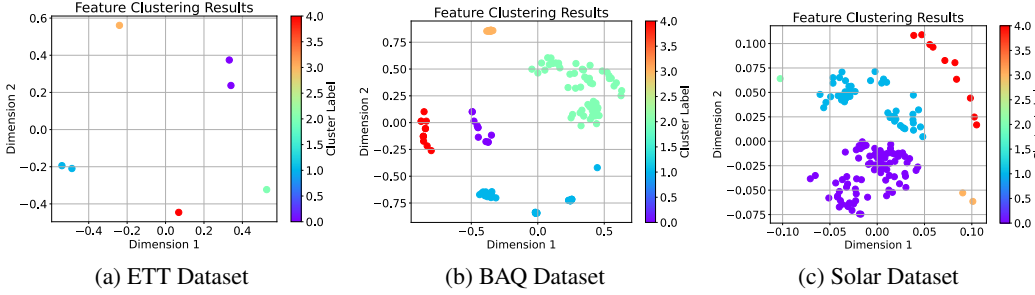 Feature Clustering Results
0.6
0.4
0.2
0.0
−0.2
−0.4
Dimension 2
−0.4 −0.2 0.0 0.2 0.4
Dimension 1
4.0
3.5
3.0
2.5
2.0
1.5
1.0
0.5
0.0
Cluster Label
(a) ETT Dataset
Feature Clustering Results
0.75
0.50
0.25
0.00
−0.25
−0.50
−0.75
Dimension 2
−0.5 0.0 0.5
Dimension 1
4.0
3.5
3.0
2.5
2.0
1.5
1.0
0.5
0.0
Cluster Label
(b) BAQ Dataset
Feature Clustering Results
0.100
0.075
0.050
0.025
0.000
−0.025
−0.050
−0.075
Dimension 2
−0.10 −0.05 0.00 0.05 0.10
Dimension 1
4.0
3.5
3.0
2.5
2.0
1.5
1.0
0.5
0.0
(c) Solar Dataset